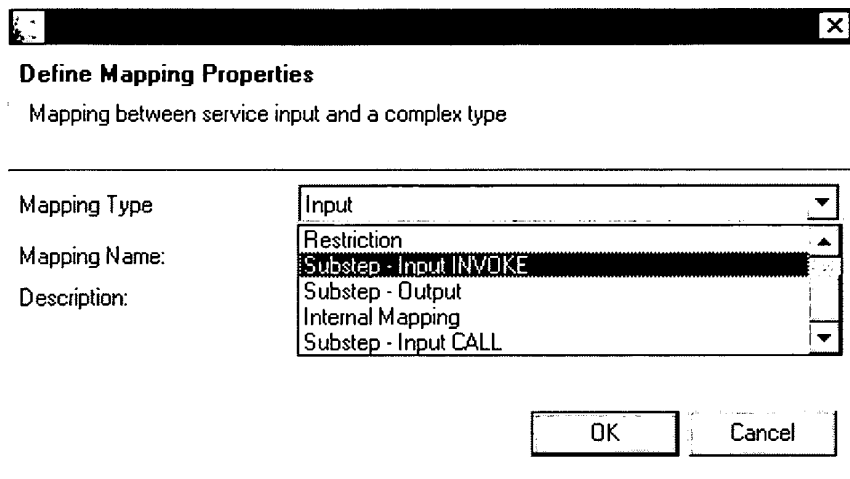 Define Mapping Properties
Mapping between service input and a complex type
Mapping Type
Input
Mapping Name:
Description:
Restriction
Substep - Input INVOKE
Substep - Output
Internal Mapping
Substep - Input CALL
OK
Cancel